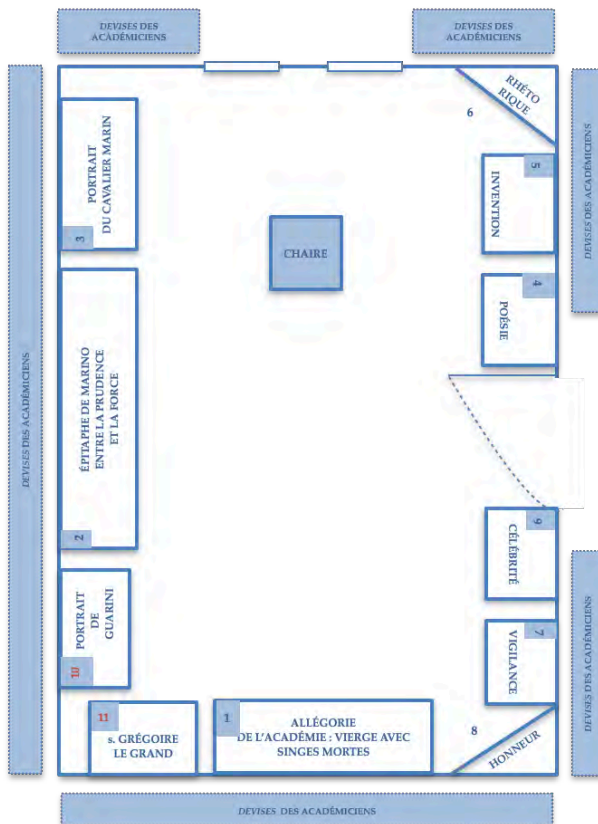 DEVISES DES
ACADÉMICIENS
DEVISES DES
ACADÉMICIENS
DEVISES DES ACADÉMICIENS
PORTRAIT
DU CAVALIER MARIN
3
CHAIRE
RHÉTO
RIQUE
6
5
INVENTION
DEVISES DES ACADÉMICIENS
4
POÉSIE
ÉPITAPHE DE MARINO
ENTRE LA PRUDENCE
ET LA FORCE
2
9
CÉLÉBRITÉ
PORTRAIT
DE
GUARINI
10
7
VIGILANCE
DEVISES DES ACADÉMICIENS
11
s. GRÉGOIRE
LE GRAND
1
ALLÉGORIE
DE L'ACADÉMIE : VIERGE AVEC
SINGES MORTES
8
HONNEUR
DEVISES DES ACADÉMICIENS